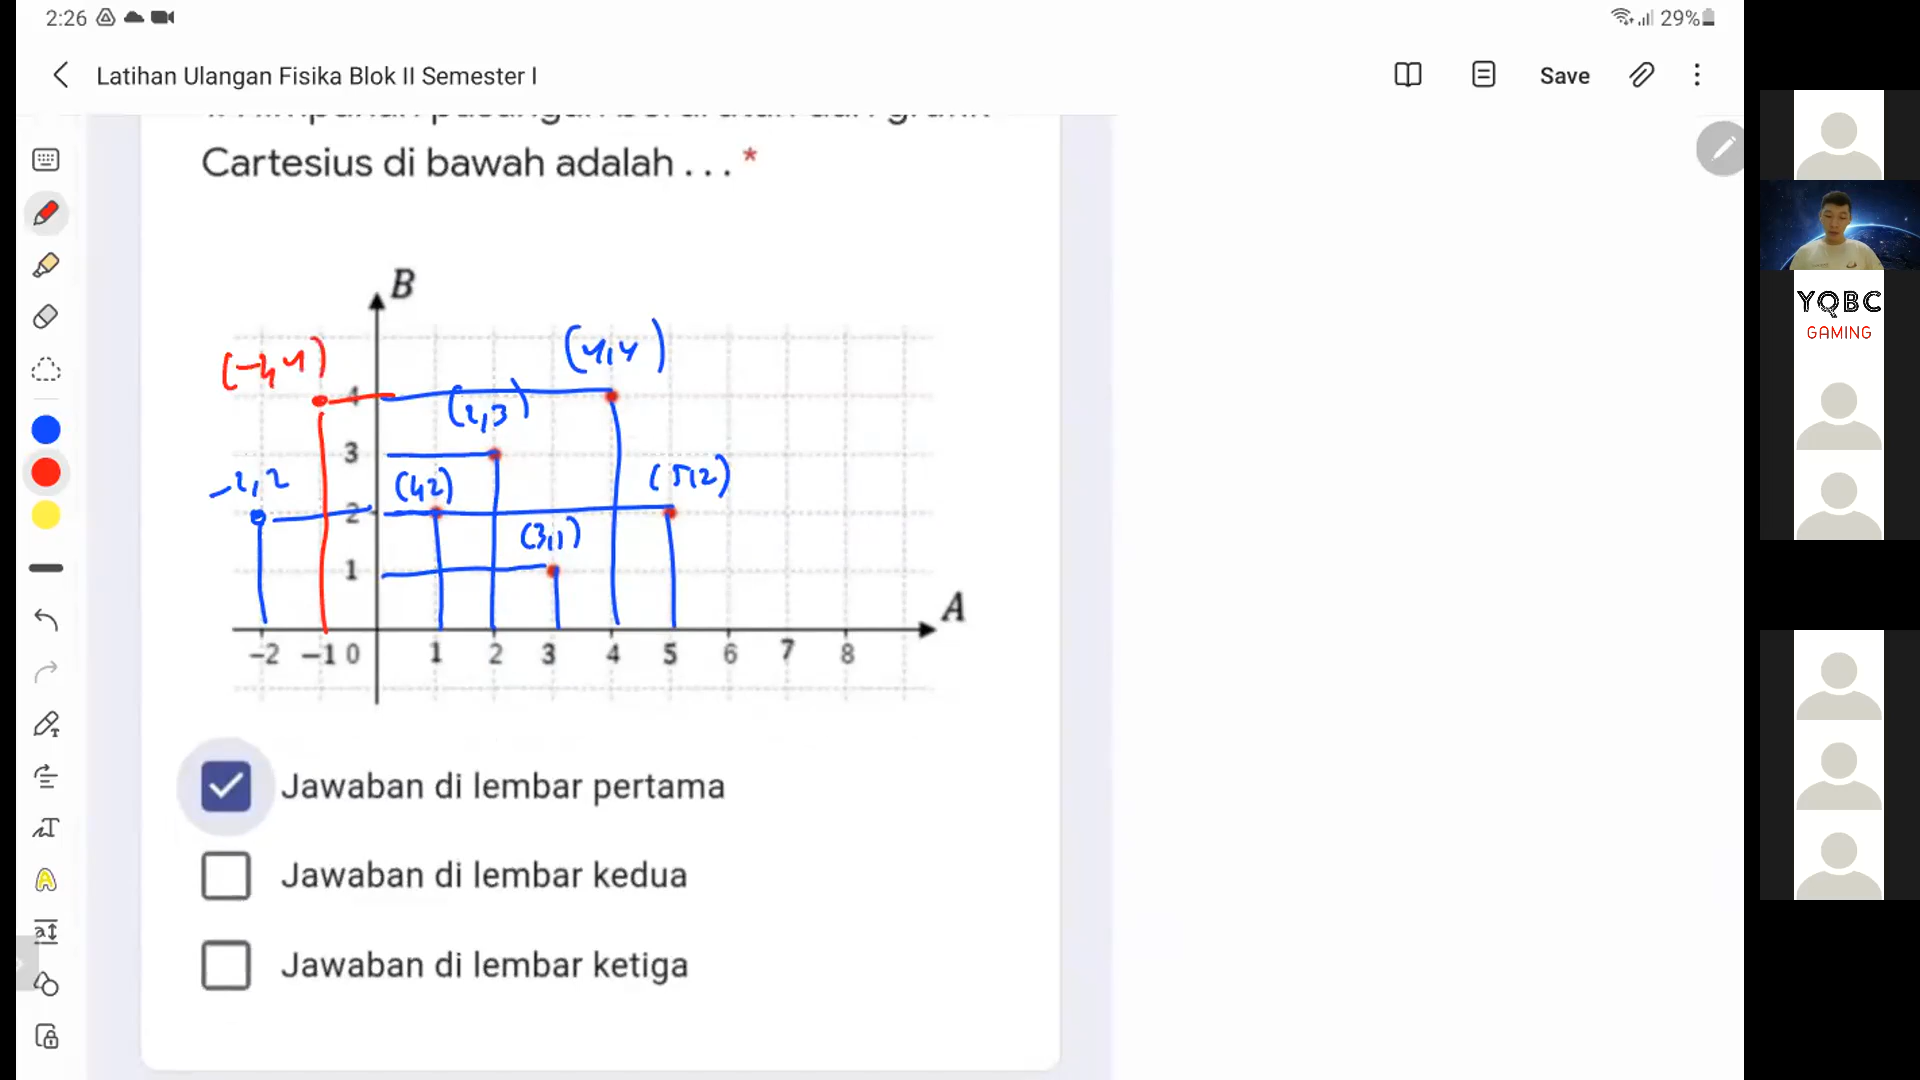 2:26
29%
Latihan Ulangan Fisika Blok II Semester I
Save
Cartesius di bawah adalah . . . *
B
(4,4)
4
(2,3)
3
-2,2
(1,2)
(5,2)
2
(3,1)
1
A
-2 -1 0 1 2 3 4 5 6 7 8
Jawaban di lembar pertama
Jawaban di lembar kedua
Jawaban di lembar ketiga
YQBC
GAMING